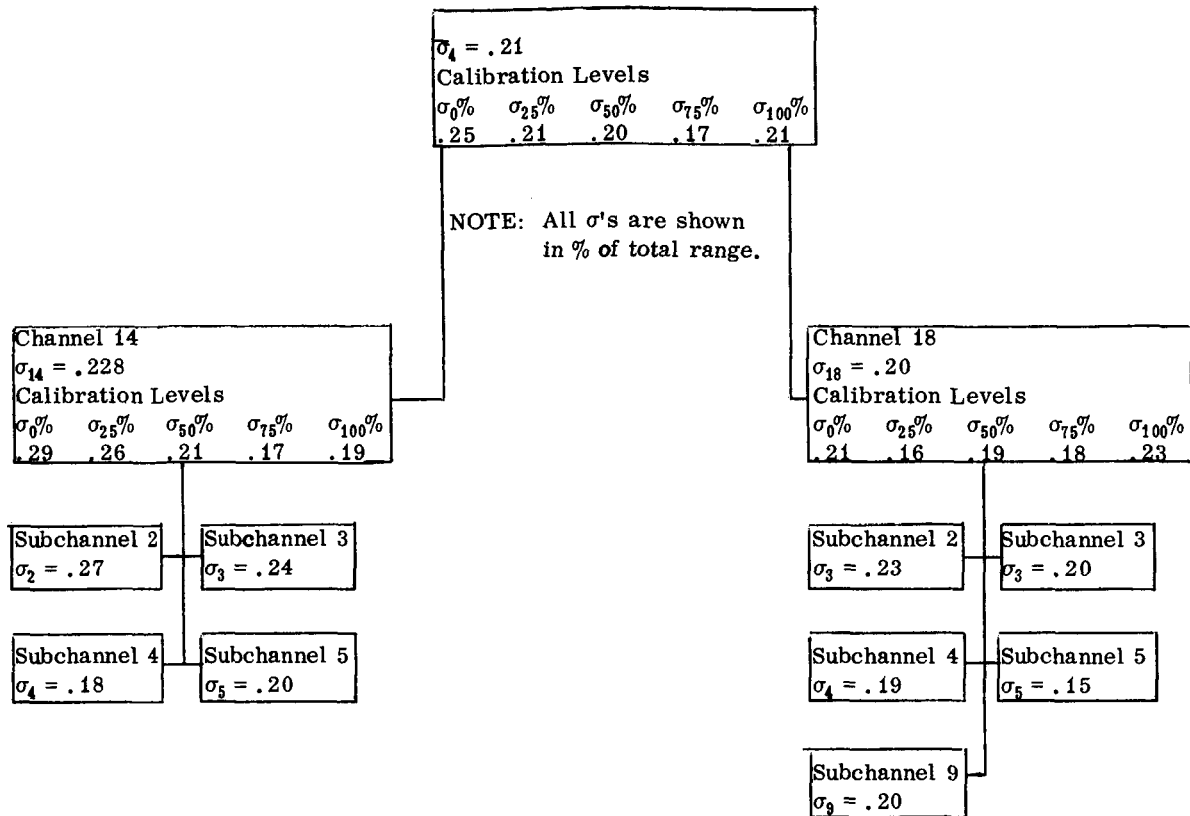 σ₄ = .21
Calibration Levels
σ₀% σ₂₅% σ₅₀% σ₇₅% σ₁₀₀%
.25 .21 .20 .17 .21
NOTE: All σ's are shown
in % of total range.
Channel 14
σ₁₄ = .228
Calibration Levels
σ₀% σ₂₅% σ₅₀% σ₇₅% σ₁₀₀%
.29 .26 .21 .17 .19
Subchannel 2
σ₂ = .27
Subchannel 3
σ₃ = .24
Subchannel 4
σ₄ = .18
Subchannel 5
σ₅ = .20
Channel 18
σ₁₈ = .20
Calibration Levels
σ₀% σ₂₅% σ₅₀% σ₇₅% σ₁₀₀%
.21 .16 .19 .18 .23
Subchannel 2
σ₃ = .23
Subchannel 3
σ₃ = .20
Subchannel 4
σ₄ = .19
Subchannel 5
σ₅ = .15
Subchannel 9
σ₉ = .20